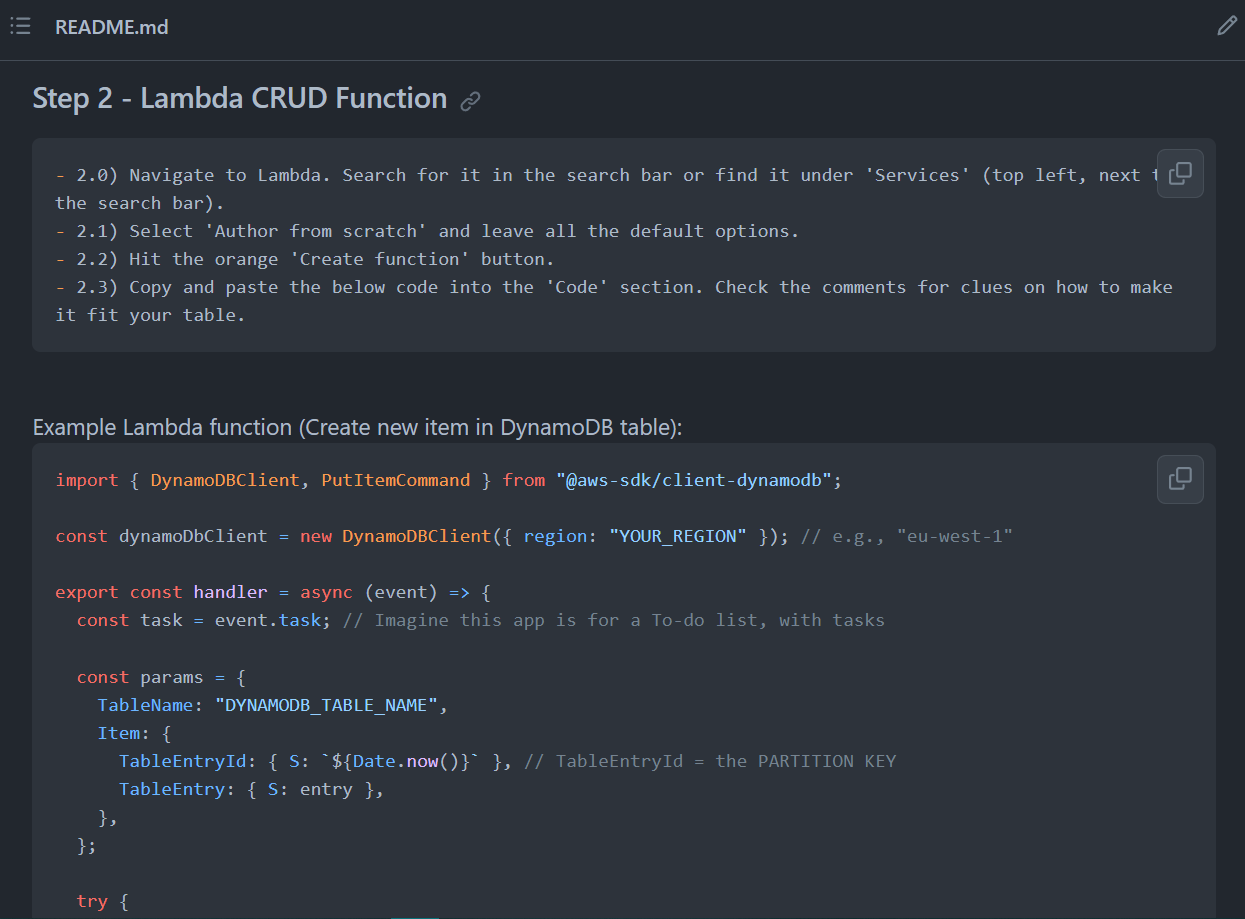 README.md
Step 2 - Lambda CRUD Function
- 2.0) Navigate to Lambda. Search for it in the search bar or find it under 'Services' (top left, next
the search bar).
- 2.1) Select 'Author from scratch' and leave all the default options.
- 2.2) Hit the orange 'Create function' button.
- 2.3) Copy and paste the below code into the 'Code' section. Check the comments for clues on how to make
it fit your table.
Example Lambda function (Create new item in DynamoDB table):
import { DynamoDBClient, PutItemCommand } from "@aws-sdk/client-dynamodb";
const dynamoDbClient = new DynamoDBClient({ region: "YOUR_REGION" }); // e.g., "eu-west-1"
export const handler = async (event) => {
const task = event.task; // Imagine this app is for a To-do list, with tasks
const params = {
TableName: "DYNAMODB_TABLE_NAME",
Item: {
TableEntryId: { S: `${Date.now()}` }, // TableEntryId = the PARTITION KEY
TableEntry: { S: entry },
},
};
try {